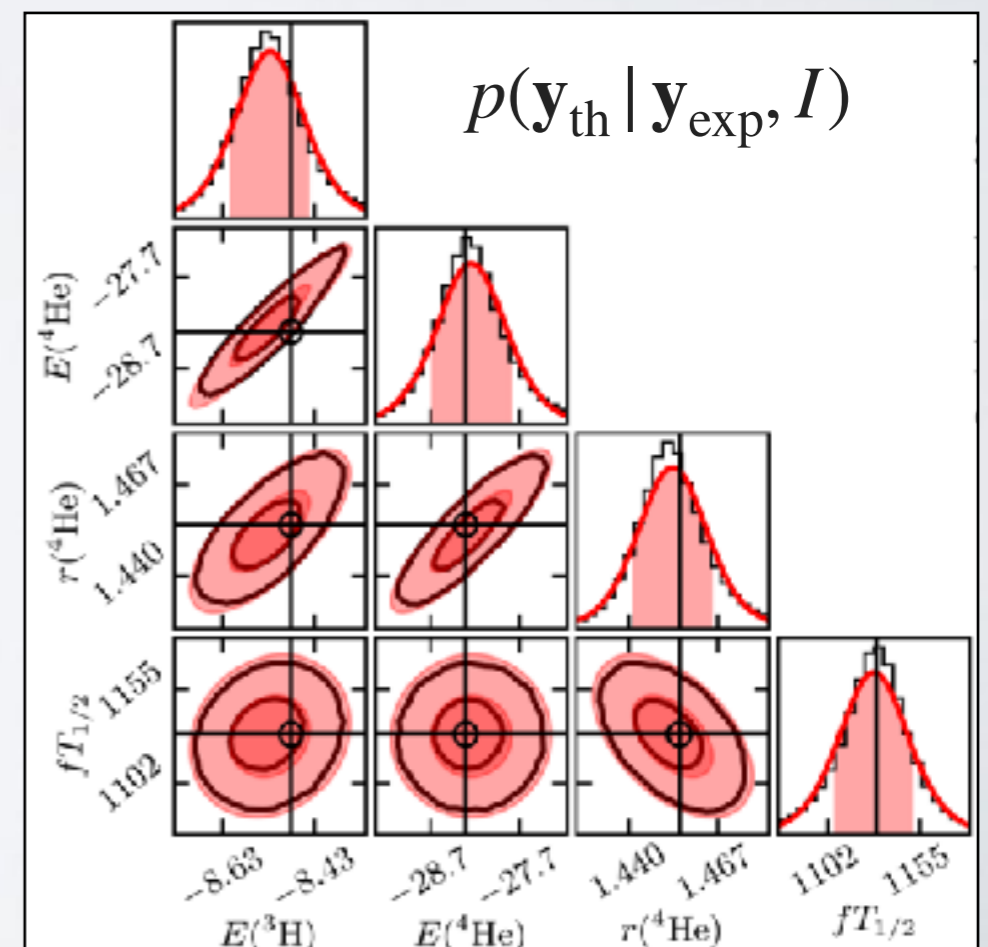 p(y_th | y_exp, I)
E(⁴He)
−27.7
−28.7
r(⁴He)
1.467
1.440
fT_1/2
1155
1102
−8.63 −8.43 −28.7 −27.7 1.440 1.467 1102 1155
E(³H) E(⁴He) r(⁴He) fT_1/2